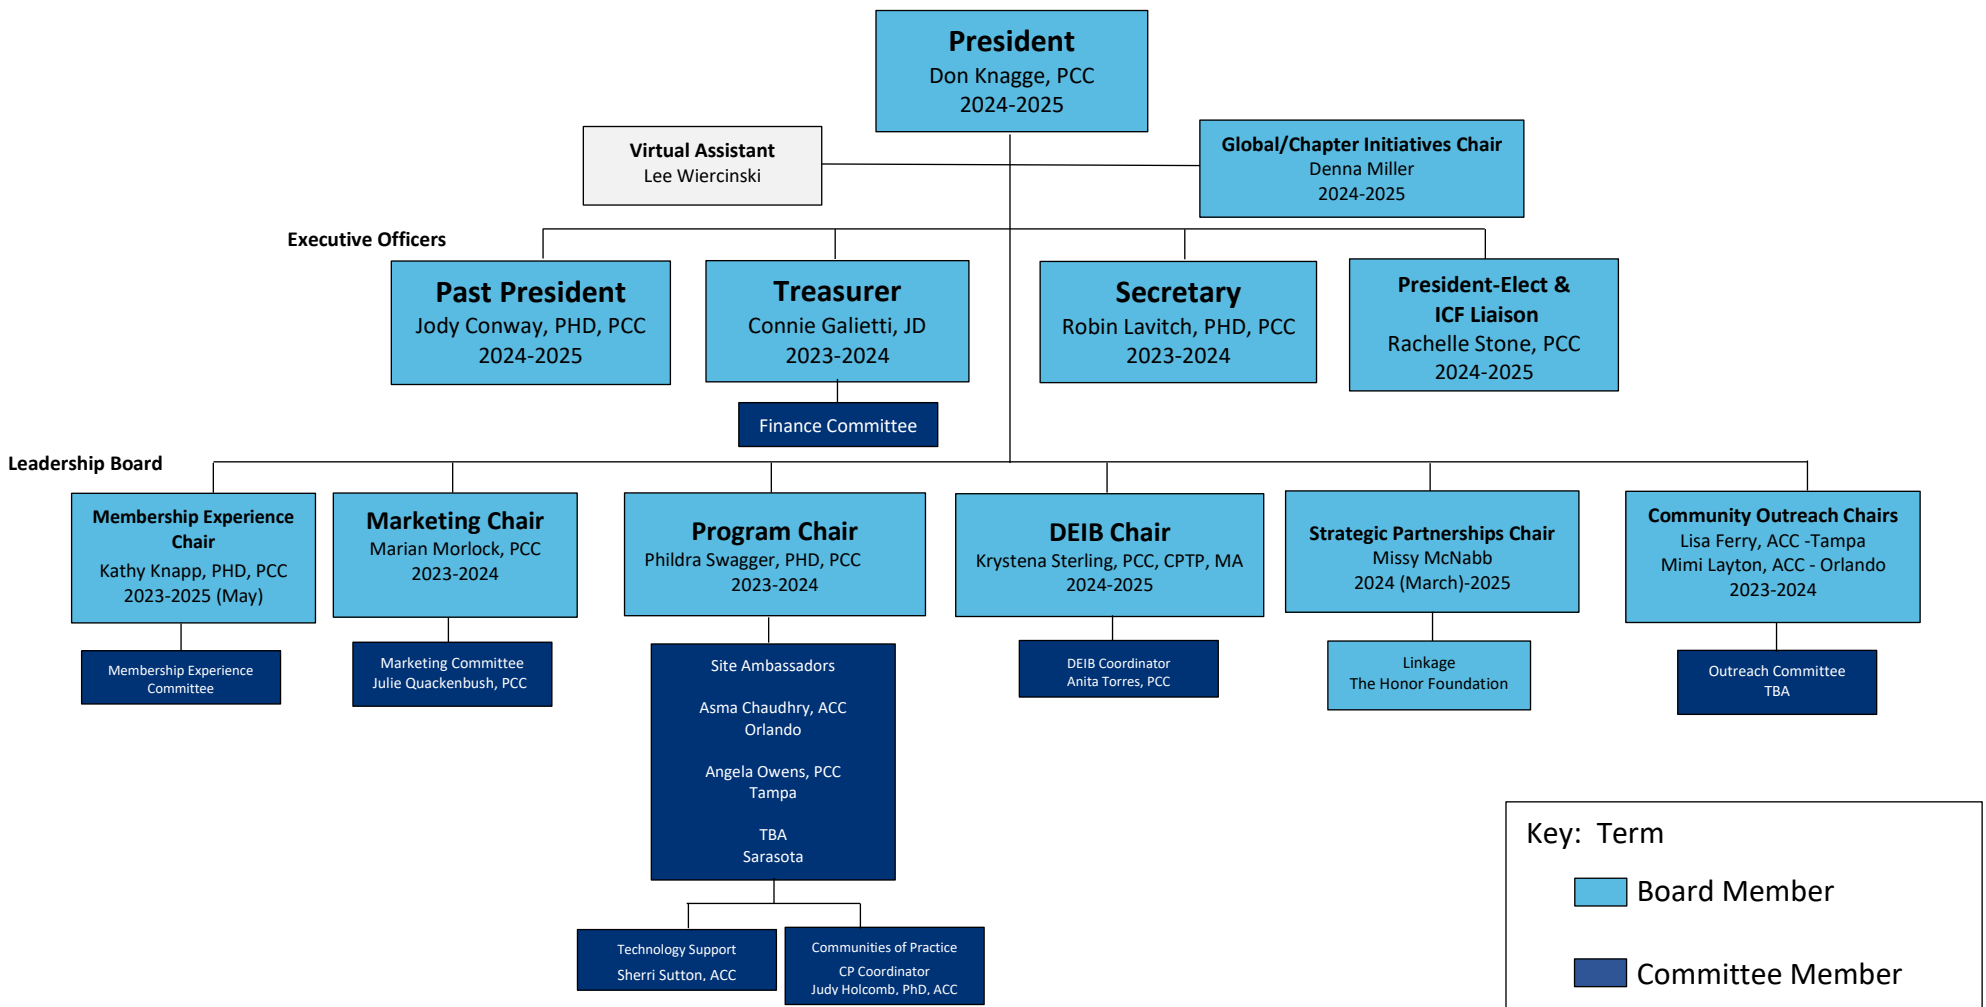 President
Don Knagge, PCC
2024-2025
Virtual Assistant
Lee Wiercinski
Global/Chapter Initiatives Chair
Denna Miller
2024-2025
Executive Officers
Past President
Jody Conway, PHD, PCC
2024-2025
Treasurer
Connie Galietti, JD
2023-2024
Secretary
Robin Lavitch, PHD, PCC
2023-2024
President-Elect &
ICF Liaison
Rachelle Stone, PCC
2024-2025
Finance Committee
Leadership Board
Membership Experience
Chair
Kathy Knapp, PHD, PCC
2023-2025 (May)
Marketing Chair
Marian Morlock, PCC
2023-2024
Program Chair
Phildra Swagger, PHD, PCC
2023-2024
DEIB Chair
Krystena Sterling, PCC, CPTP, MA
2024-2025
Strategic Partnerships Chair
Missy McNabb
2024 (March)-2025
Community Outreach Chairs
Lisa Ferry, ACC -Tampa
Mimi Layton, ACC - Orlando
2023-2024
Membership Experience
Committee
Marketing Committee
Julie Quackenbush, PCC
Site Ambassadors
Asma Chaudhry, ACC
Orlando
Angela Owens, PCC
Tampa
TBA
Sarasota
DEIB Coordinator
Anita Torres, PCC
Linkage
The Honor Foundation
Outreach Committee
TBA
Technology Support
Sherri Sutton, ACC
Communities of Practice
CP Coordinator
Judy Holcomb, PhD, ACC
Key: Term
Board Member
Committee Member